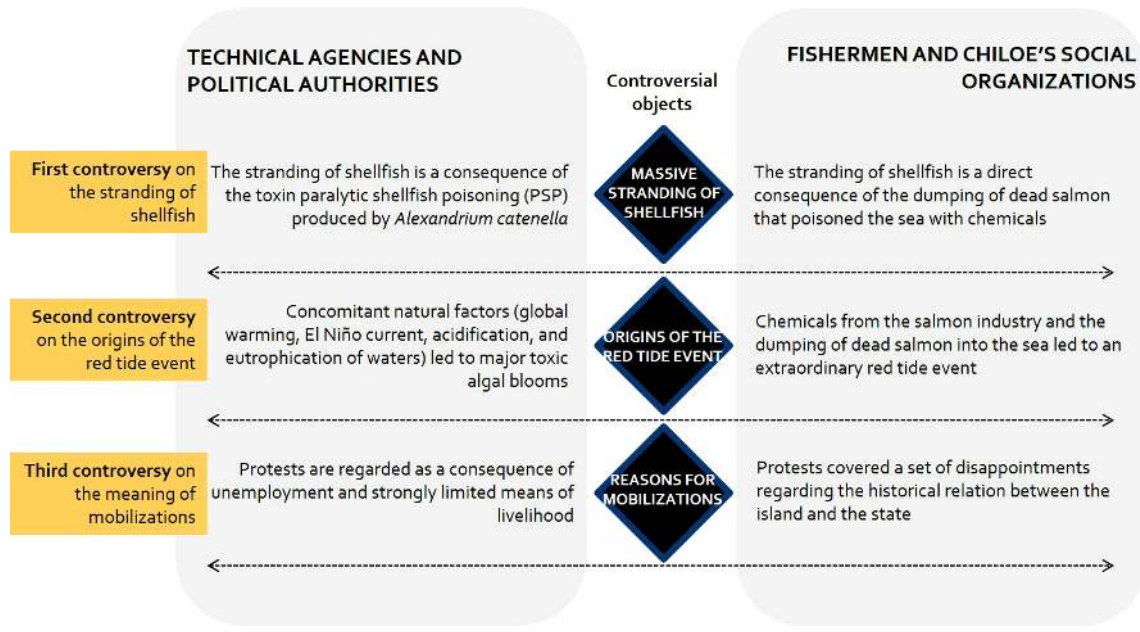 TECHNICAL AGENCIES AND
POLITICAL AUTHORITIES
Controversial
objects
FISHERMEN AND CHILOE'S SOCIAL
ORGANIZATIONS
First controversy on
the stranding of
shellfish
The stranding of shellfish is a consequence of
the toxin paralytic shellfish poisoning (PSP)
produced by Alexandrium catenella
MASSIVE
STRANDING OF
SHELLFISH
The stranding of shellfish is a direct
consequence of the dumping of dead salmon
that poisoned the sea with chemicals
Second controversy
on the origins of the
red tide event
Concomitant natural factors (global
warming, El Niño current, acidification, and
eutrophication of waters) led to major toxic
algal blooms
ORIGINS OF THE
RED TIDE EVENT
Chemicals from the salmon industry and the
dumping of dead salmon into the sea led to an
extraordinary red tide event
Third controversy on
the meaning of
mobilizations
Protests are regarded as a consequence of
unemployment and strongly limited means of
livelihood
REASONS FOR
MOBILIZATIONS
Protests covered a set of disappointments
regarding the historical relation between the
island and the state